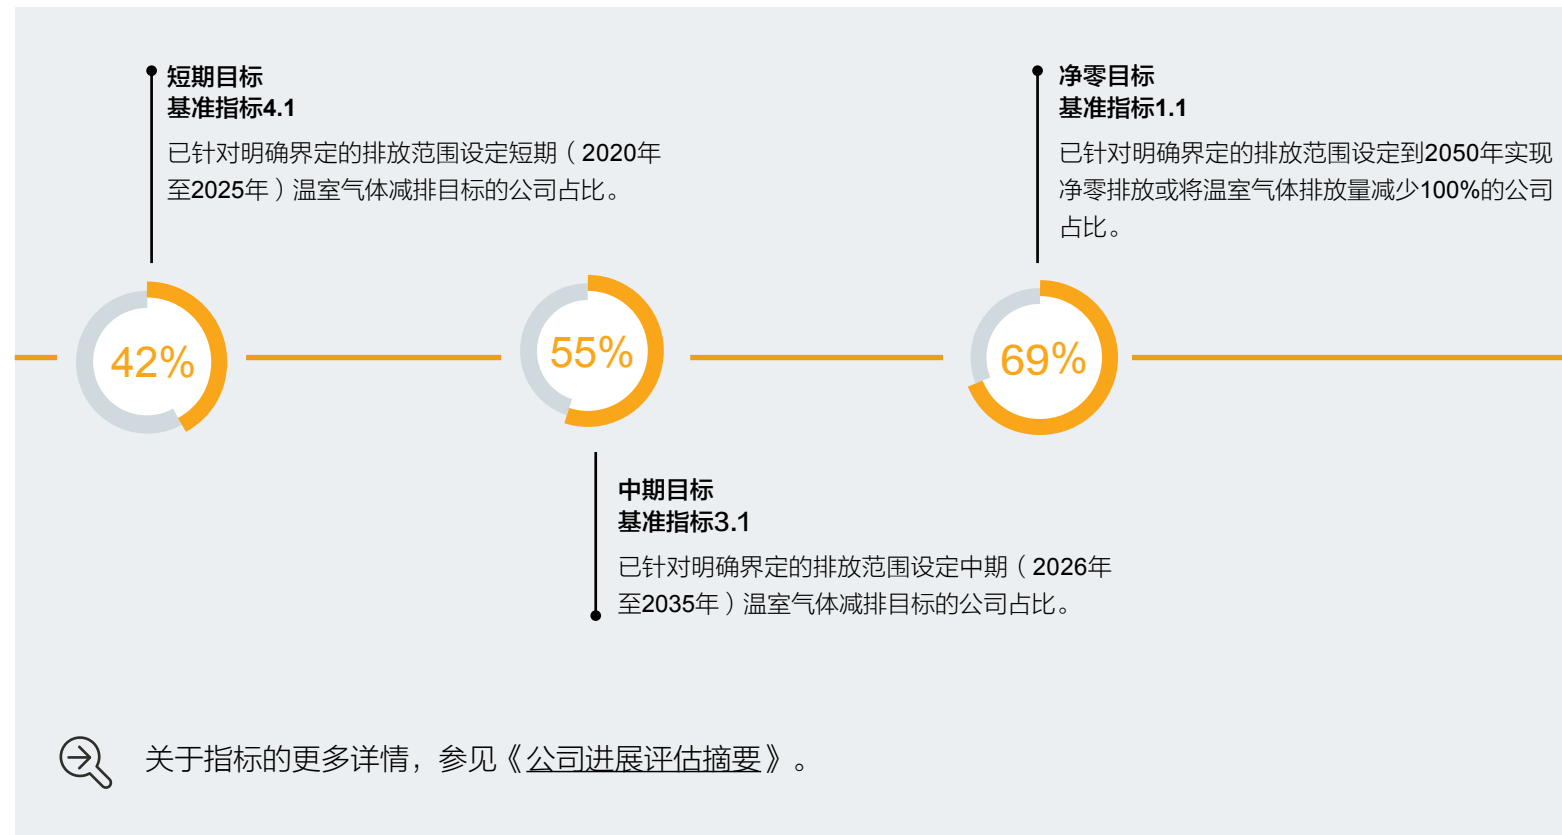 短期目标
基准指标4.1
已针对明确界定的排放范围设定短期（2020年
至2025年）温室气体减排目标的公司占比。
净零目标
基准指标1.1
已针对明确界定的排放范围设定到2050年实现
净零排放或将温室气体排放量减少100%的公司
占比。
42%
55%
69%
中期目标
基准指标3.1
已针对明确界定的排放范围设定中期（2026年
至2035年）温室气体减排目标的公司占比。
关于指标的更多详情，参见《公司进展评估摘要》。